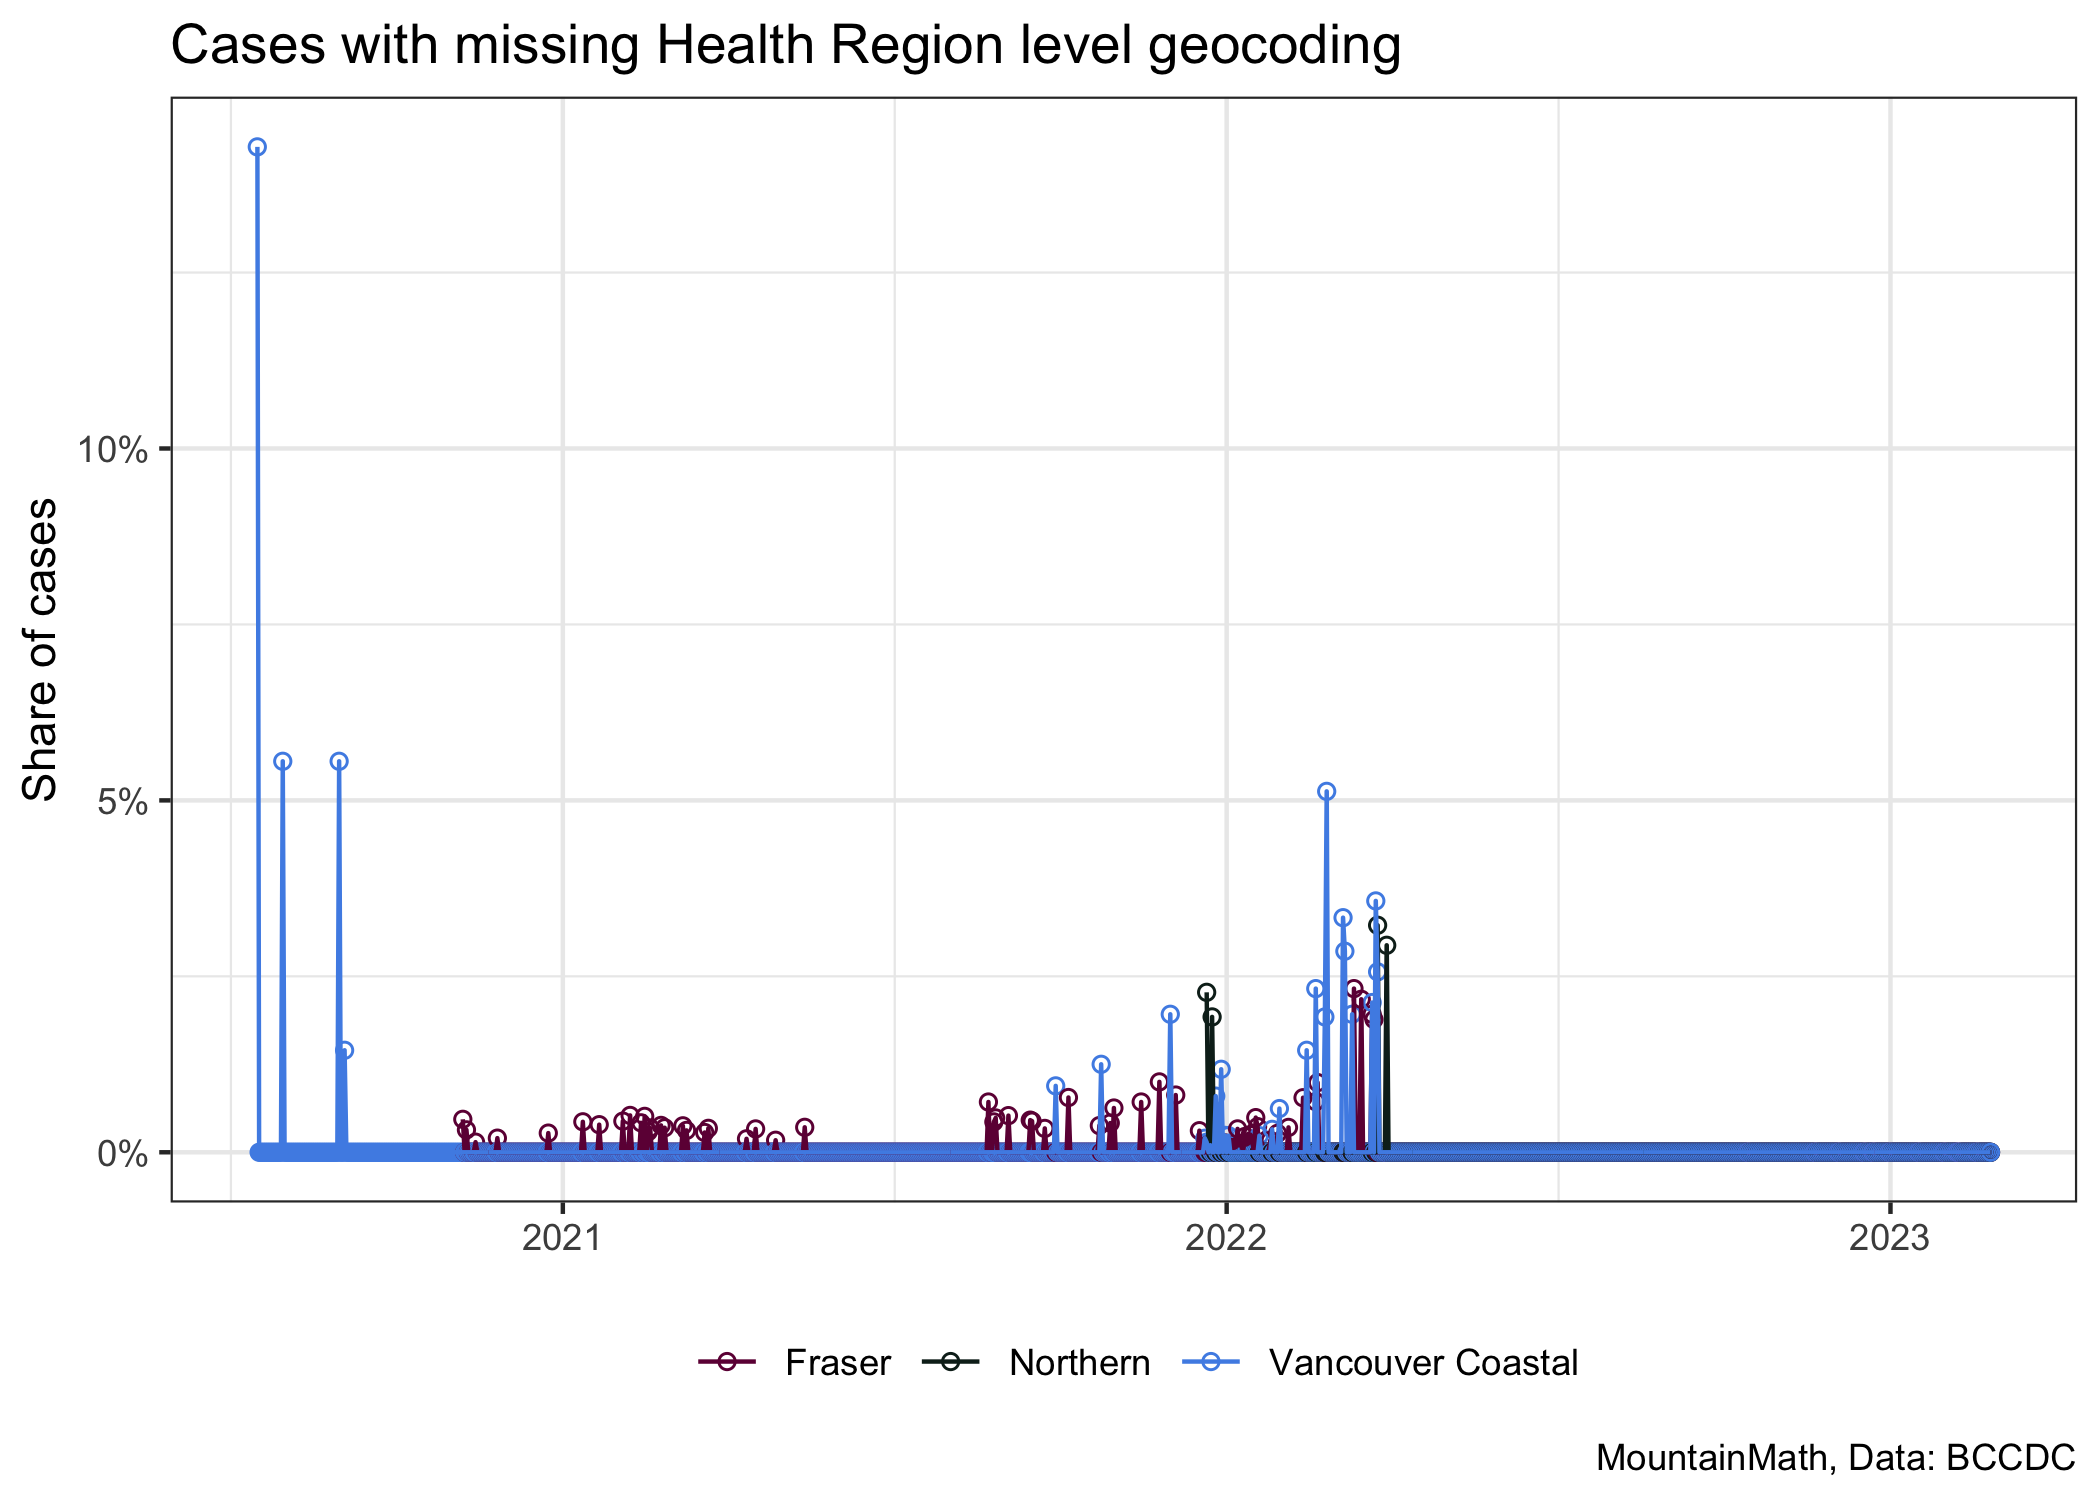 Cases with missing Health Region level geocoding
Share of cases
10%
5%
0%
2021
2022
2023
Fraser
Northern
Vancouver Coastal
MountainMath, Data: BCCDC